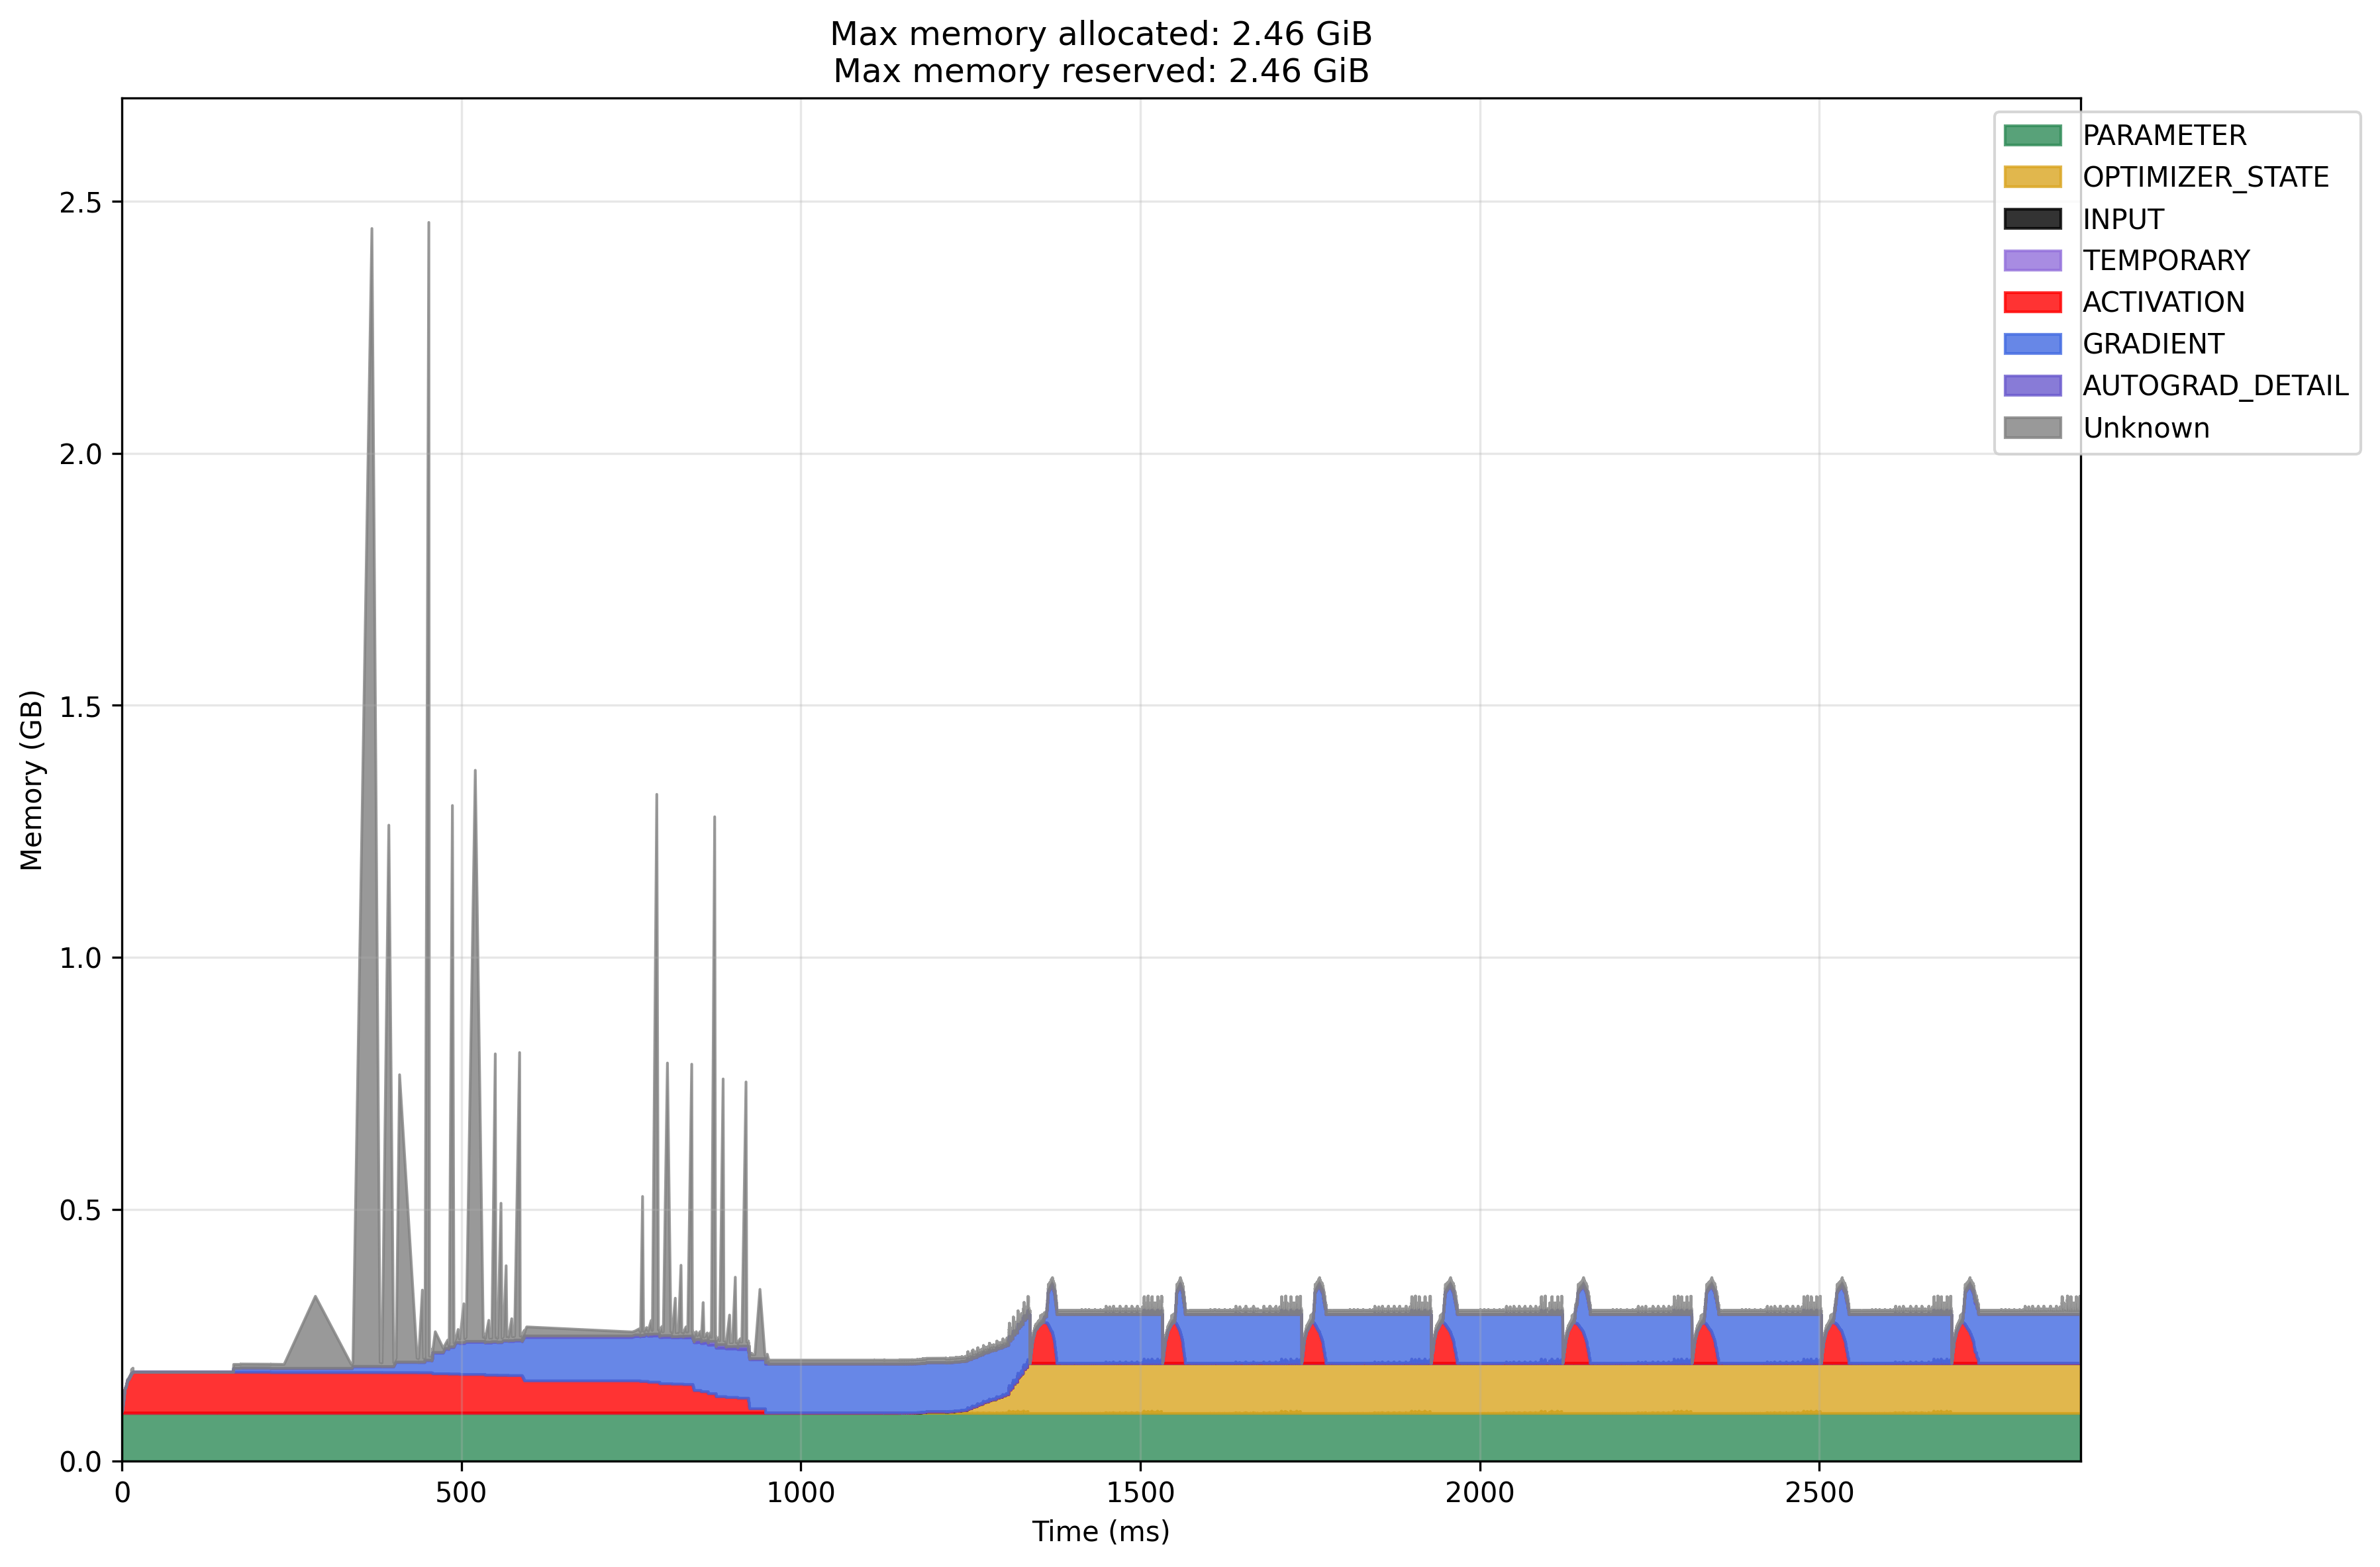 Max memory allocated: 2.46 GiB
Max memory reserved: 2.46 GiB
PARAMETER
OPTIMIZER_STATE
INPUT
TEMPORARY
ACTIVATION
GRADIENT
AUTOGRAD_DETAIL
Unknown
Memory (GB)
2.5
2.0
1.5
1.0
0.5
0.0
0
500
1000
1500
2000
2500
Time (ms)